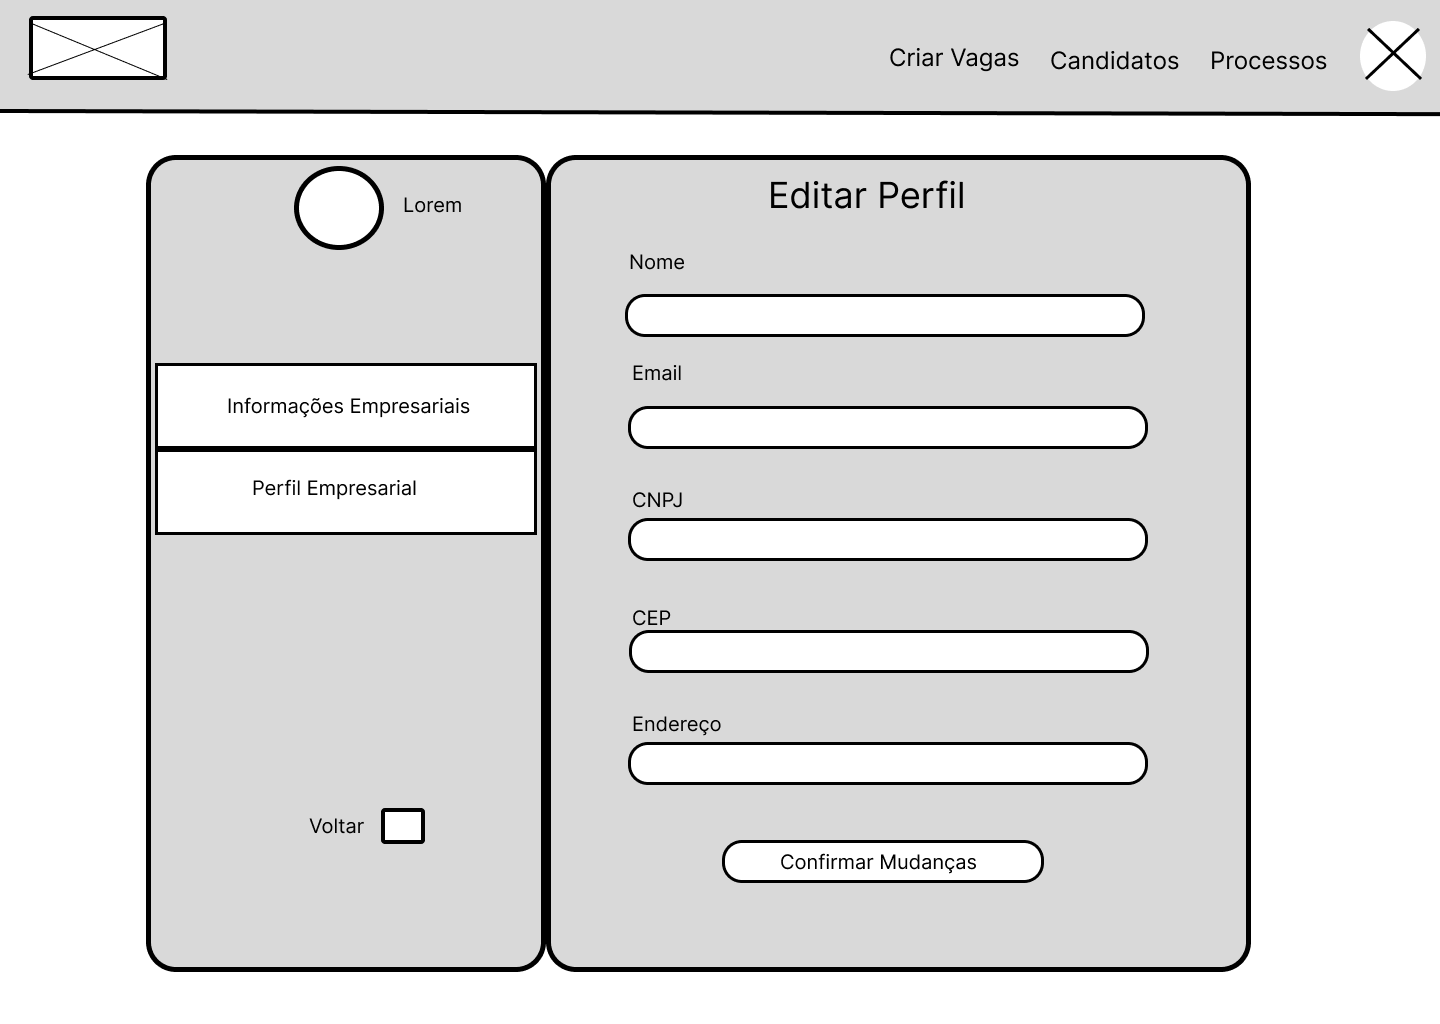 Criar Vagas
Candidatos
Processos
Lorem
Informações Empresariais
Perfil Empresarial
Voltar
Editar Perfil
Nome
Email
CNPJ
CEP
Endereço
Confirmar Mudanças